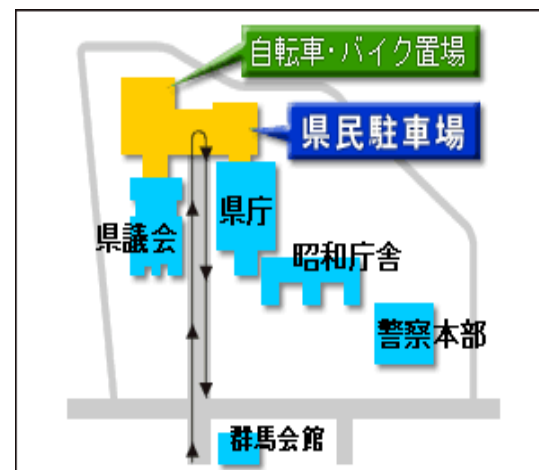 自転車・バイク置場
県民駐車場
県庁
県議会
昭和庁舎
警察本部
群馬会館